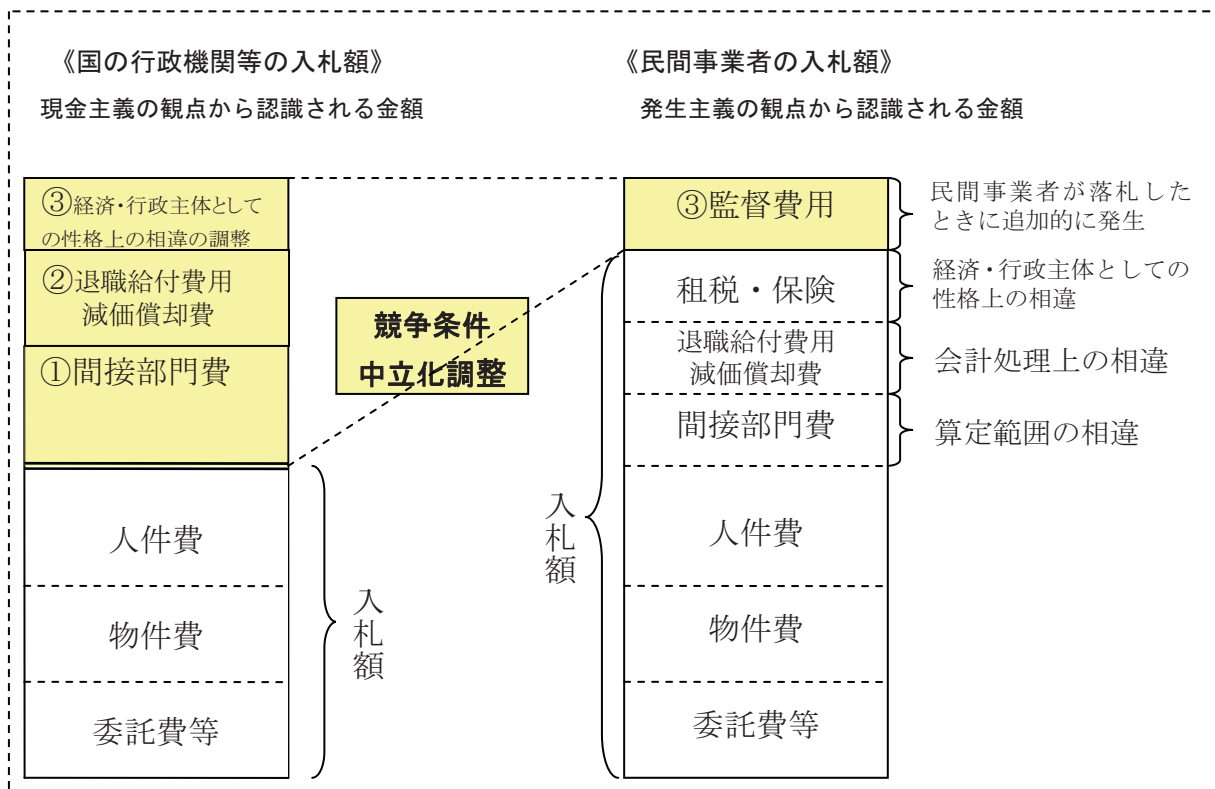 《国の行政機関等の入札額》
現金主義の観点から認識される金額
《民間事業者の入札額》
発生主義の観点から認識される金額
③経済・行政主体として
の性格上の相違の調整
②退職給付費用
減価償却費
①間接部門費
人件費
物件費
委託費等
入札額
競争条件
中立化調整
入札額
③監督費用
租税・保険
退職給付費用
減価償却費
間接部門費
人件費
物件費
委託費等
民間事業者が落札した
ときに追加的に発生
経済・行政主体としての
性格上の相違
会計処理上の相違
算定範囲の相違